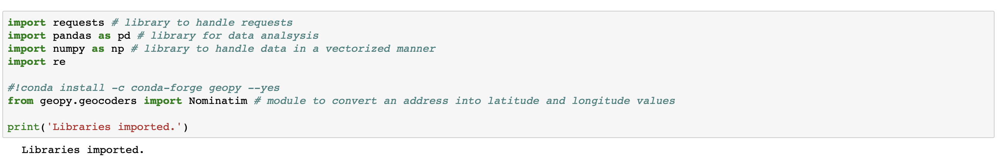 import requests # library to handle requests
import pandas as pd # library for data analsysis
import numpy as np # library to handle data in a vectorized manner
import re
#!conda install -c conda-forge geopy --yes
from geopy.geocoders import Nominatim # module to convert an address into latitude and longitude values
print('Libraries imported.')
Libraries imported.